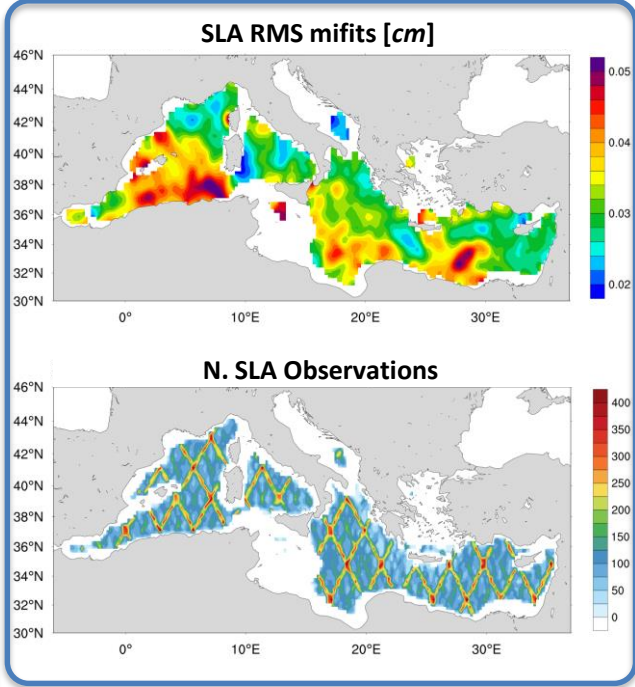 SLA RMS mifits [cm]
46°N
44°N
42°N
40°N
38°N
36°N
34°N
32°N
30°N
0°
10°E
20°E
30°E
0.05
0.04
0.03
0.02
N. SLA Observations
46°N
44°N
42°N
40°N
38°N
36°N
34°N
32°N
30°N
0°
10°E
20°E
30°E
400
350
300
250
200
150
100
50
0